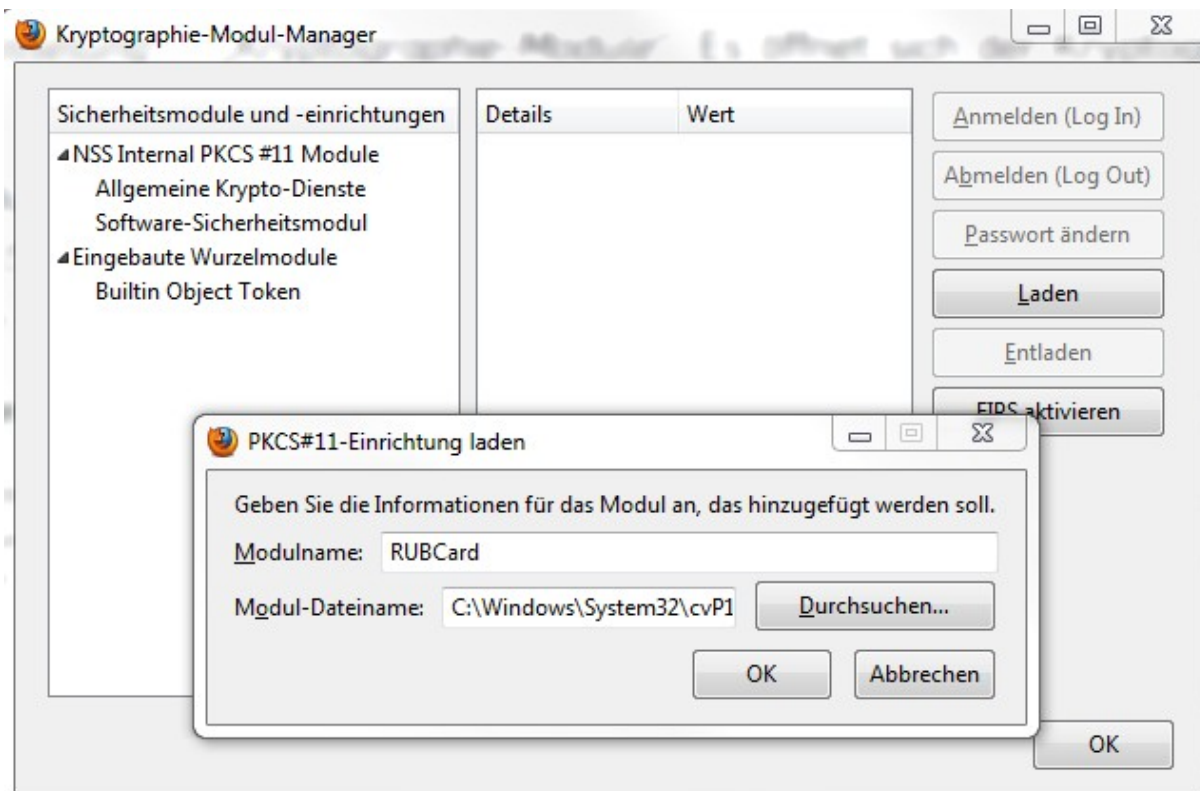 Kryptographie-Modul-Manager
Sicherheitsmodule und -einrichtungen
Details
Wert
NSS Internal PKCS #11 Module
Allgemeine Krypto-Dienste
Software-Sicherheitsmodul
Eingebaute Wurzelmodule
Builtin Object Token
Anmelden (Log In)
Abmelden (Log Out)
Passwort ändern
Laden
Entladen
FIPS aktivieren
PKCS#11-Einrichtung laden
Geben Sie die Informationen für das Modul an, das hinzugefügt werden soll.
Modulname: RUBCard
Modul-Dateiname: C:\Windows\System32\cvP1 Durchsuchen...
OK Abbrechen
OK